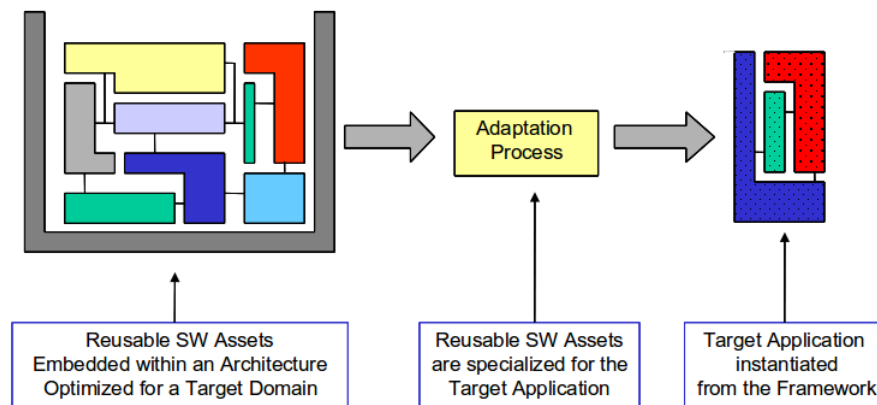 Adaptation
Process
Reusable SW Assets
Embedded within an Architecture
Optimized for a Target Domain
Reusable SW Assets
are specialized for the
Target Application
Target Application
instantiated
from the Framework